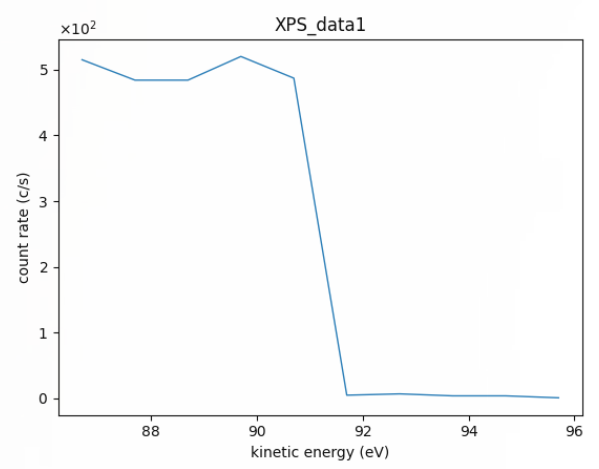 XPS_data1
×10²
5
4
3
2
1
0
count rate (c/s)
88 90 92 94 96
kinetic energy (eV)